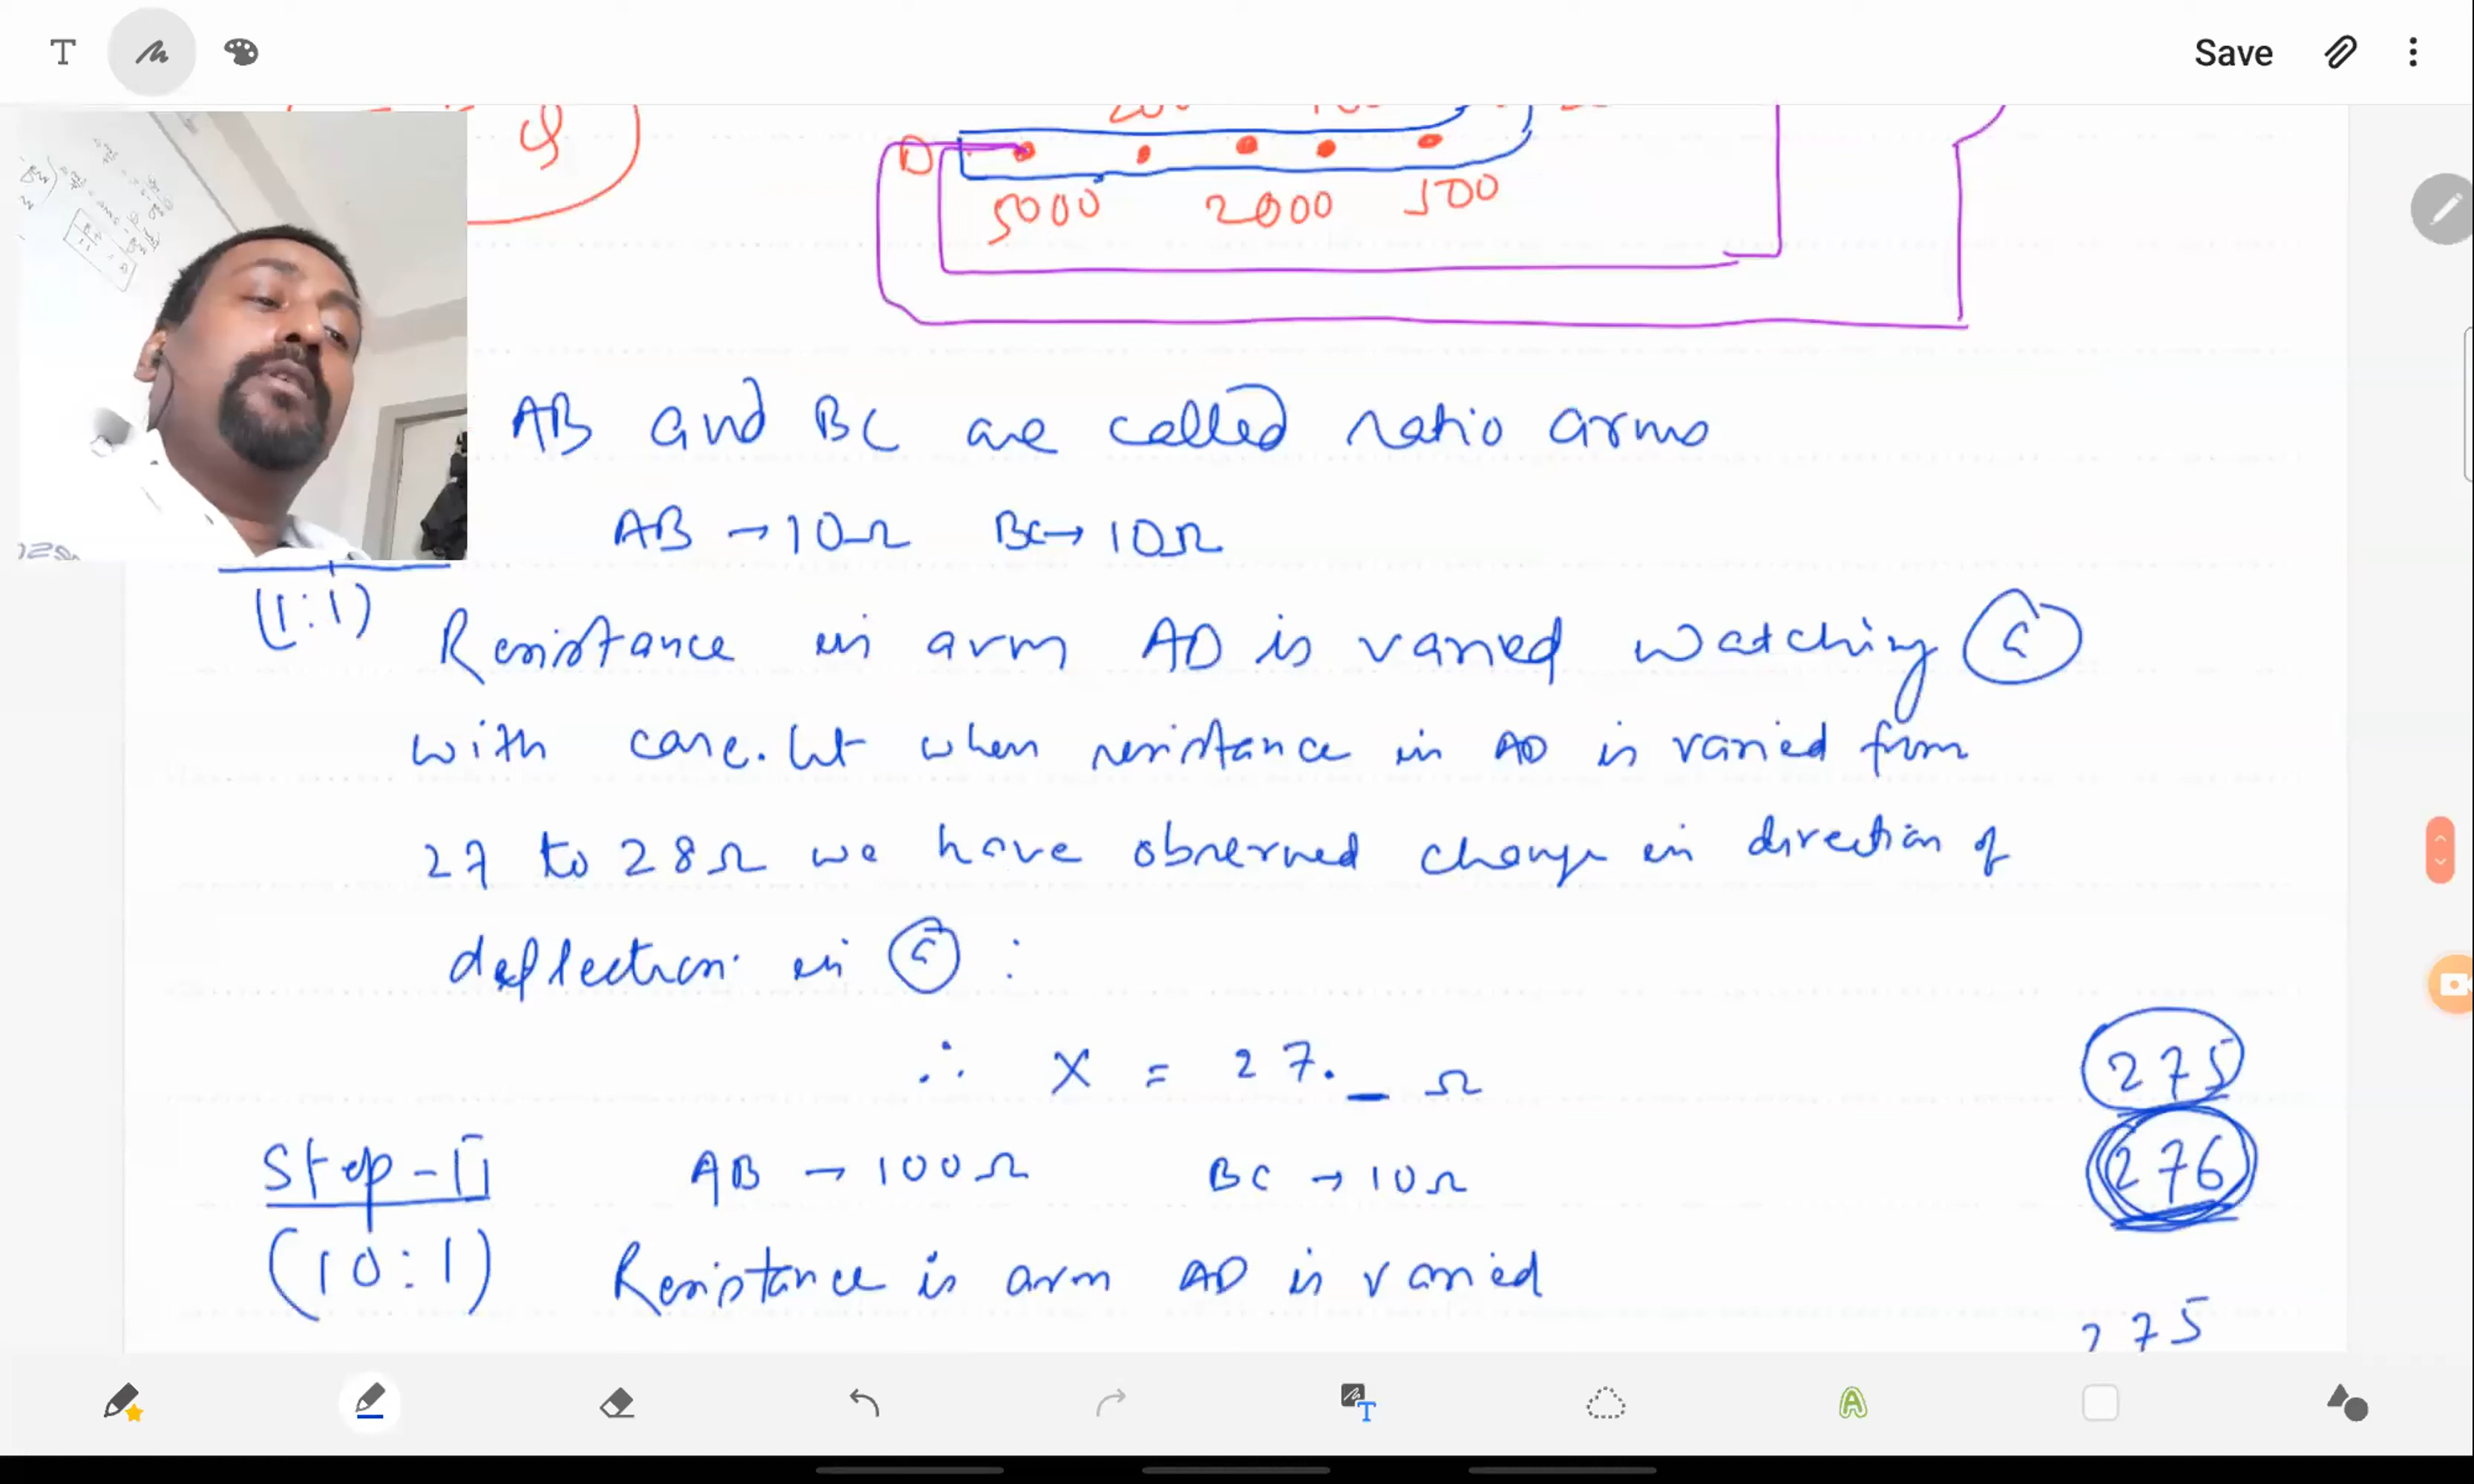 T
Save
D
5000 2000 500
AB and BC are called ratio arms
AB → 10Ω BC → 10Ω
(1:1)
Resistance in arm AD is varied watching G
with care. let when resistance in AD is varied from
27 to 28Ω we have observed change in direction of
deflection in G :
∴ X = 27._ Ω
275
Step-II AB → 100Ω BC → 10Ω
276
(10:1) Resistance is arm AD is varied
275
T
A